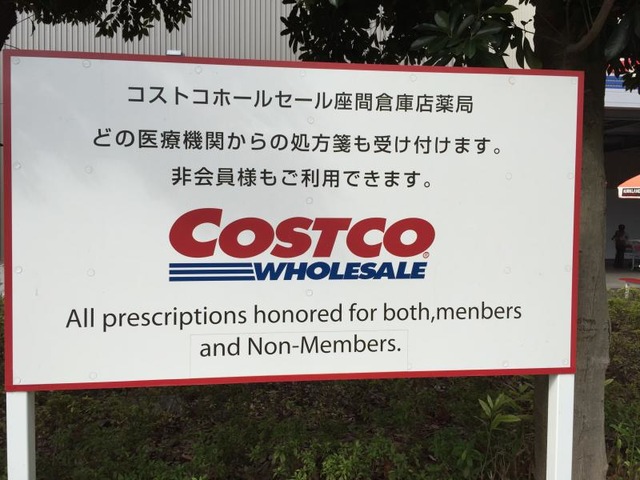 コストコホールセール座間倉庫店薬局
どの医療機関からの処方箋も受け付けます。
非会員様もご利用できます。
COSTCO®
WHOLESALE
All prescriptions honored for both,menbers
and Non-Members.